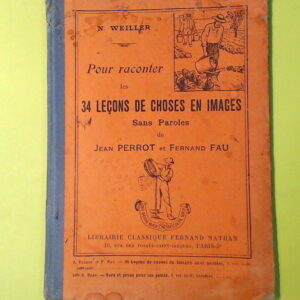 N. WEILLER
Pour raconter
les
34 LEÇONS DE CHOSES EN IMAGES
Sans Paroles
de
JEAN PERROT et FERNAND FAU
LIBRAIRIE CLASSIQUE FERNAND NATHAN
16, RUE DES FOSSÉS-SAINT-JACQUES, PARIS-5e